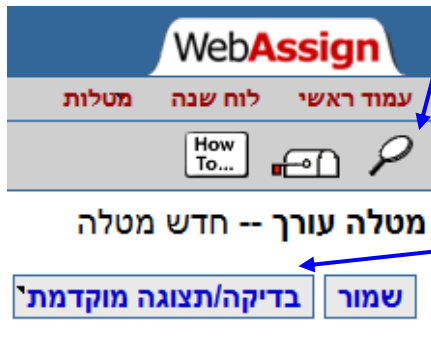 WebAssign
עמוד ראשי לוח שנה מטלות
How
To...
מטלה עורך -- חדש מטלה
שמור בדיקה/תצוגה מוקדמת